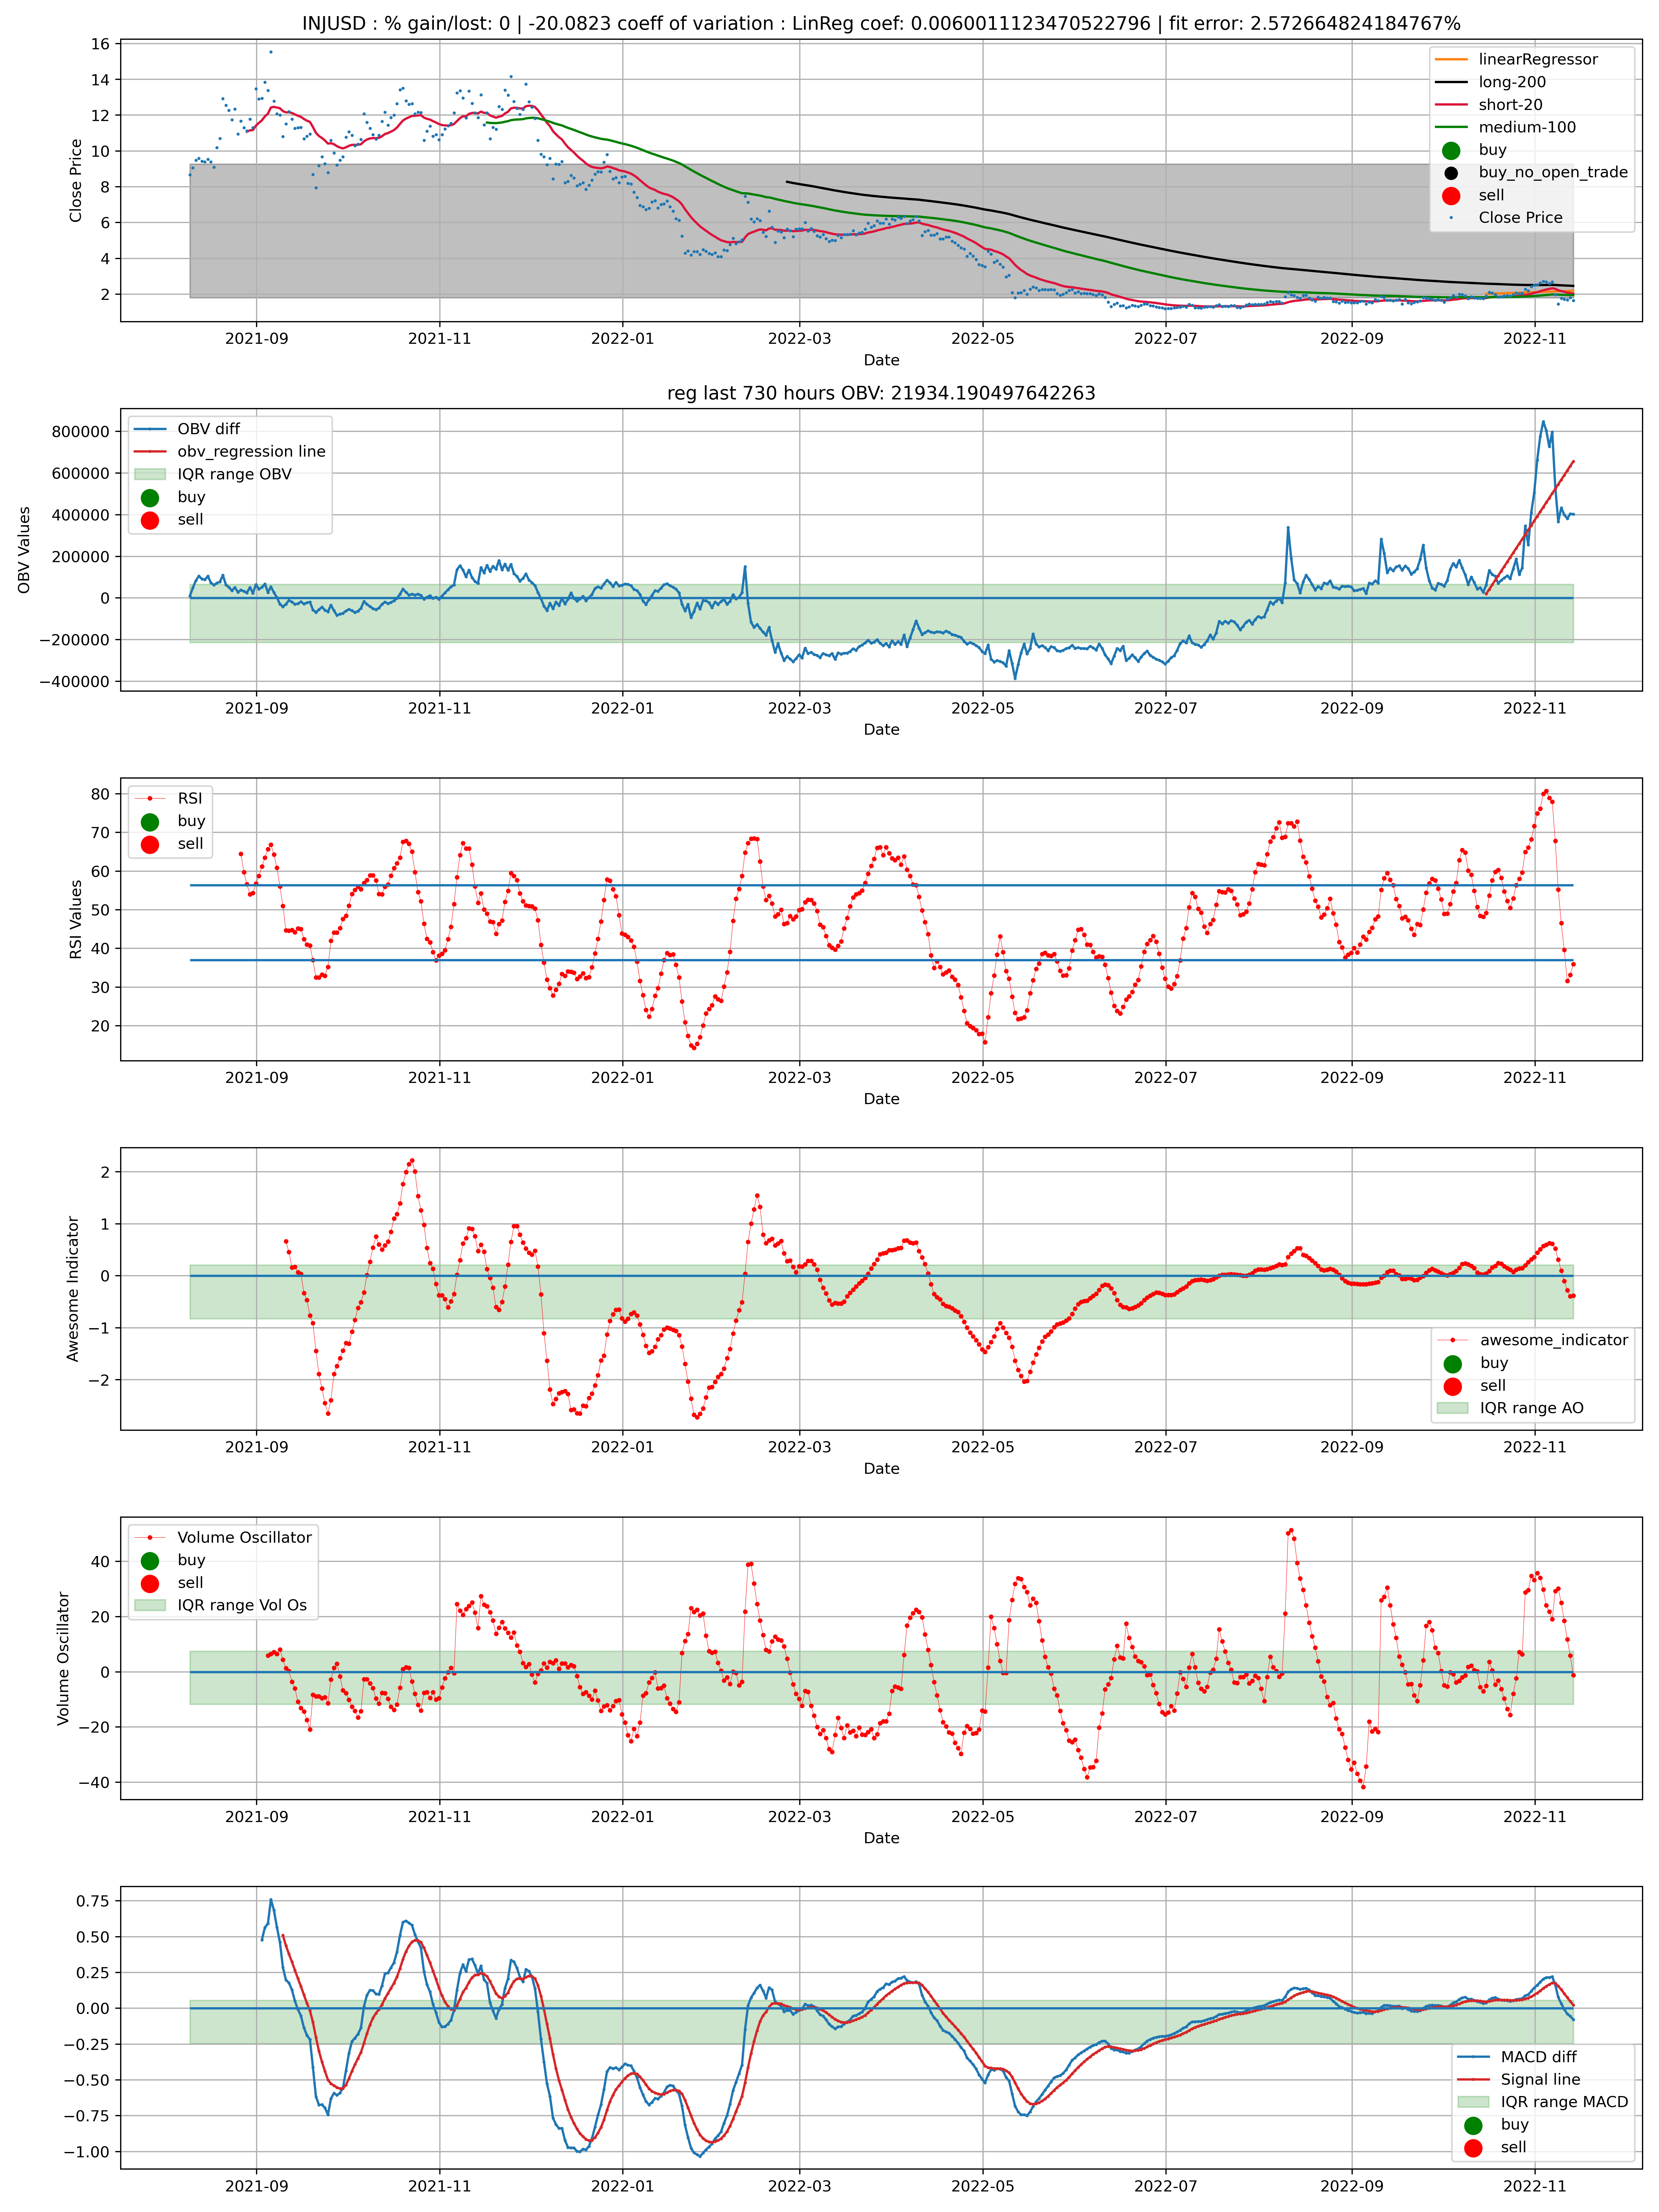 INJUSD : % gain/lost: 0 | -20.0823 coeff of variation : LinReg coef: 0.0060011123470522796 | fit error: 2.572664824184767%
16
14
12
10
8
6
4
2
Close Price
linearRegressor
long-200
short-20
medium-100
buy
buy_no_open_trade
sell
Close Price
2021-09 2021-11 2022-01 2022-03 2022-05 2022-07 2022-09 2022-11
Date
reg last 730 hours OBV: 21934.190497642263
800000
600000
400000
200000
0
−200000
−400000
OBV Values
OBV diff
obv_regression line
IQR range OBV
buy
sell
2021-09 2021-11 2022-01 2022-03 2022-05 2022-07 2022-09 2022-11
Date
80
70
60
50
40
30
20
RSI Values
RSI
buy
sell
2021-09 2021-11 2022-01 2022-03 2022-05 2022-07 2022-09 2022-11
Date
2
1
0
−1
−2
Awesome Indicator
awesome_indicator
buy
sell
IQR range AO
2021-09 2021-11 2022-01 2022-03 2022-05 2022-07 2022-09 2022-11
Date
40
20
0
−20
−40
Volume Oscillator
Volume Oscillator
buy
sell
IQR range Vol Os
2021-09 2021-11 2022-01 2022-03 2022-05 2022-07 2022-09 2022-11
Date
0.75
0.50
0.25
0.00
−0.25
−0.50
−0.75
−1.00
MACD diff
Signal line
IQR range MACD
buy
sell
2021-09 2021-11 2022-01 2022-03 2022-05 2022-07 2022-09 2022-11